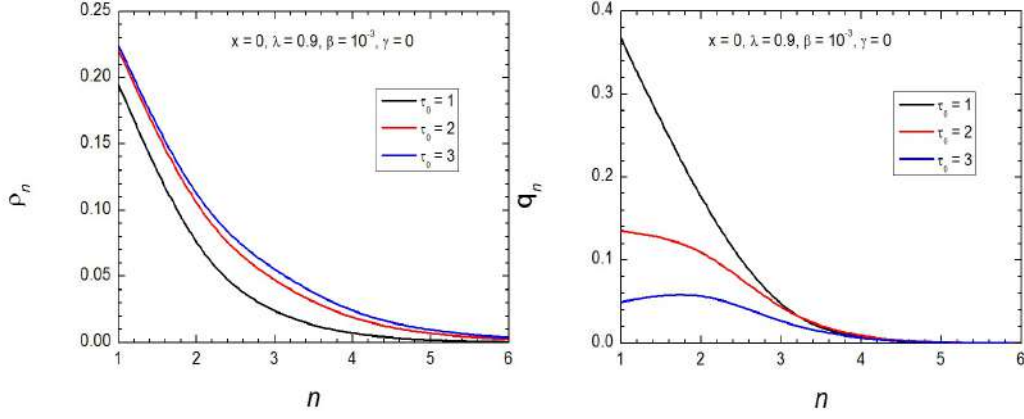 x = 0, λ = 0.9, β = 10⁻³, γ = 0
τ₀ = 1
τ₀ = 2
τ₀ = 3
0.25
0.20
0.15
0.10
0.05
0.00
ρₙ
1 2 3 4 5 6
n
x = 0, λ = 0.9, β = 10⁻³, γ = 0
τ₀ = 1
τ₀ = 2
τ₀ = 3
0.4
0.3
0.2
0.1
0.0
qₙ
1 2 3 4 5 6
n